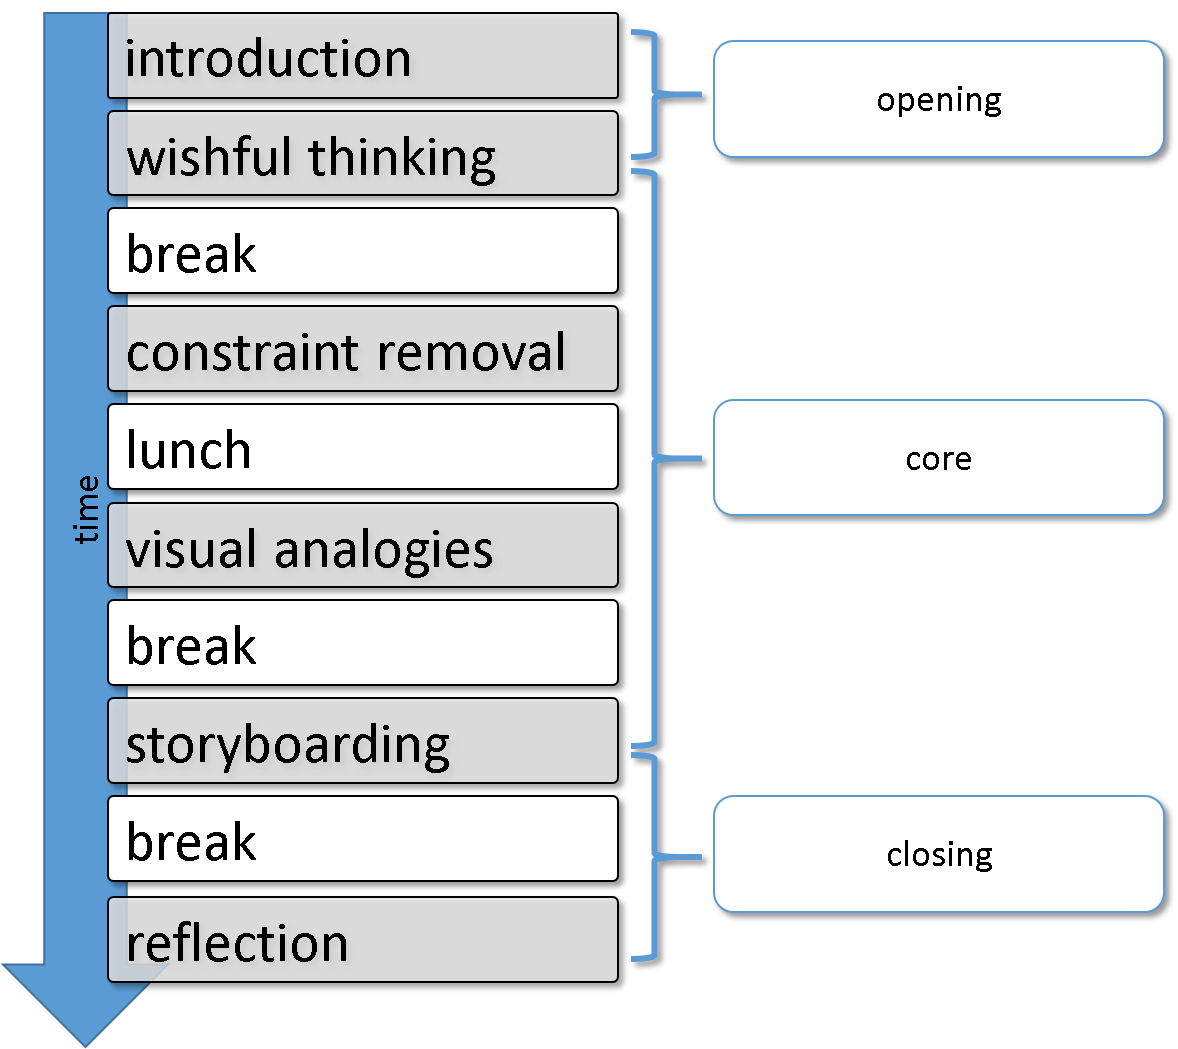 introduction
wishful thinking
break
constraint removal
lunch
visual analogies
break
storyboarding
break
reflection
time
opening
core
closing